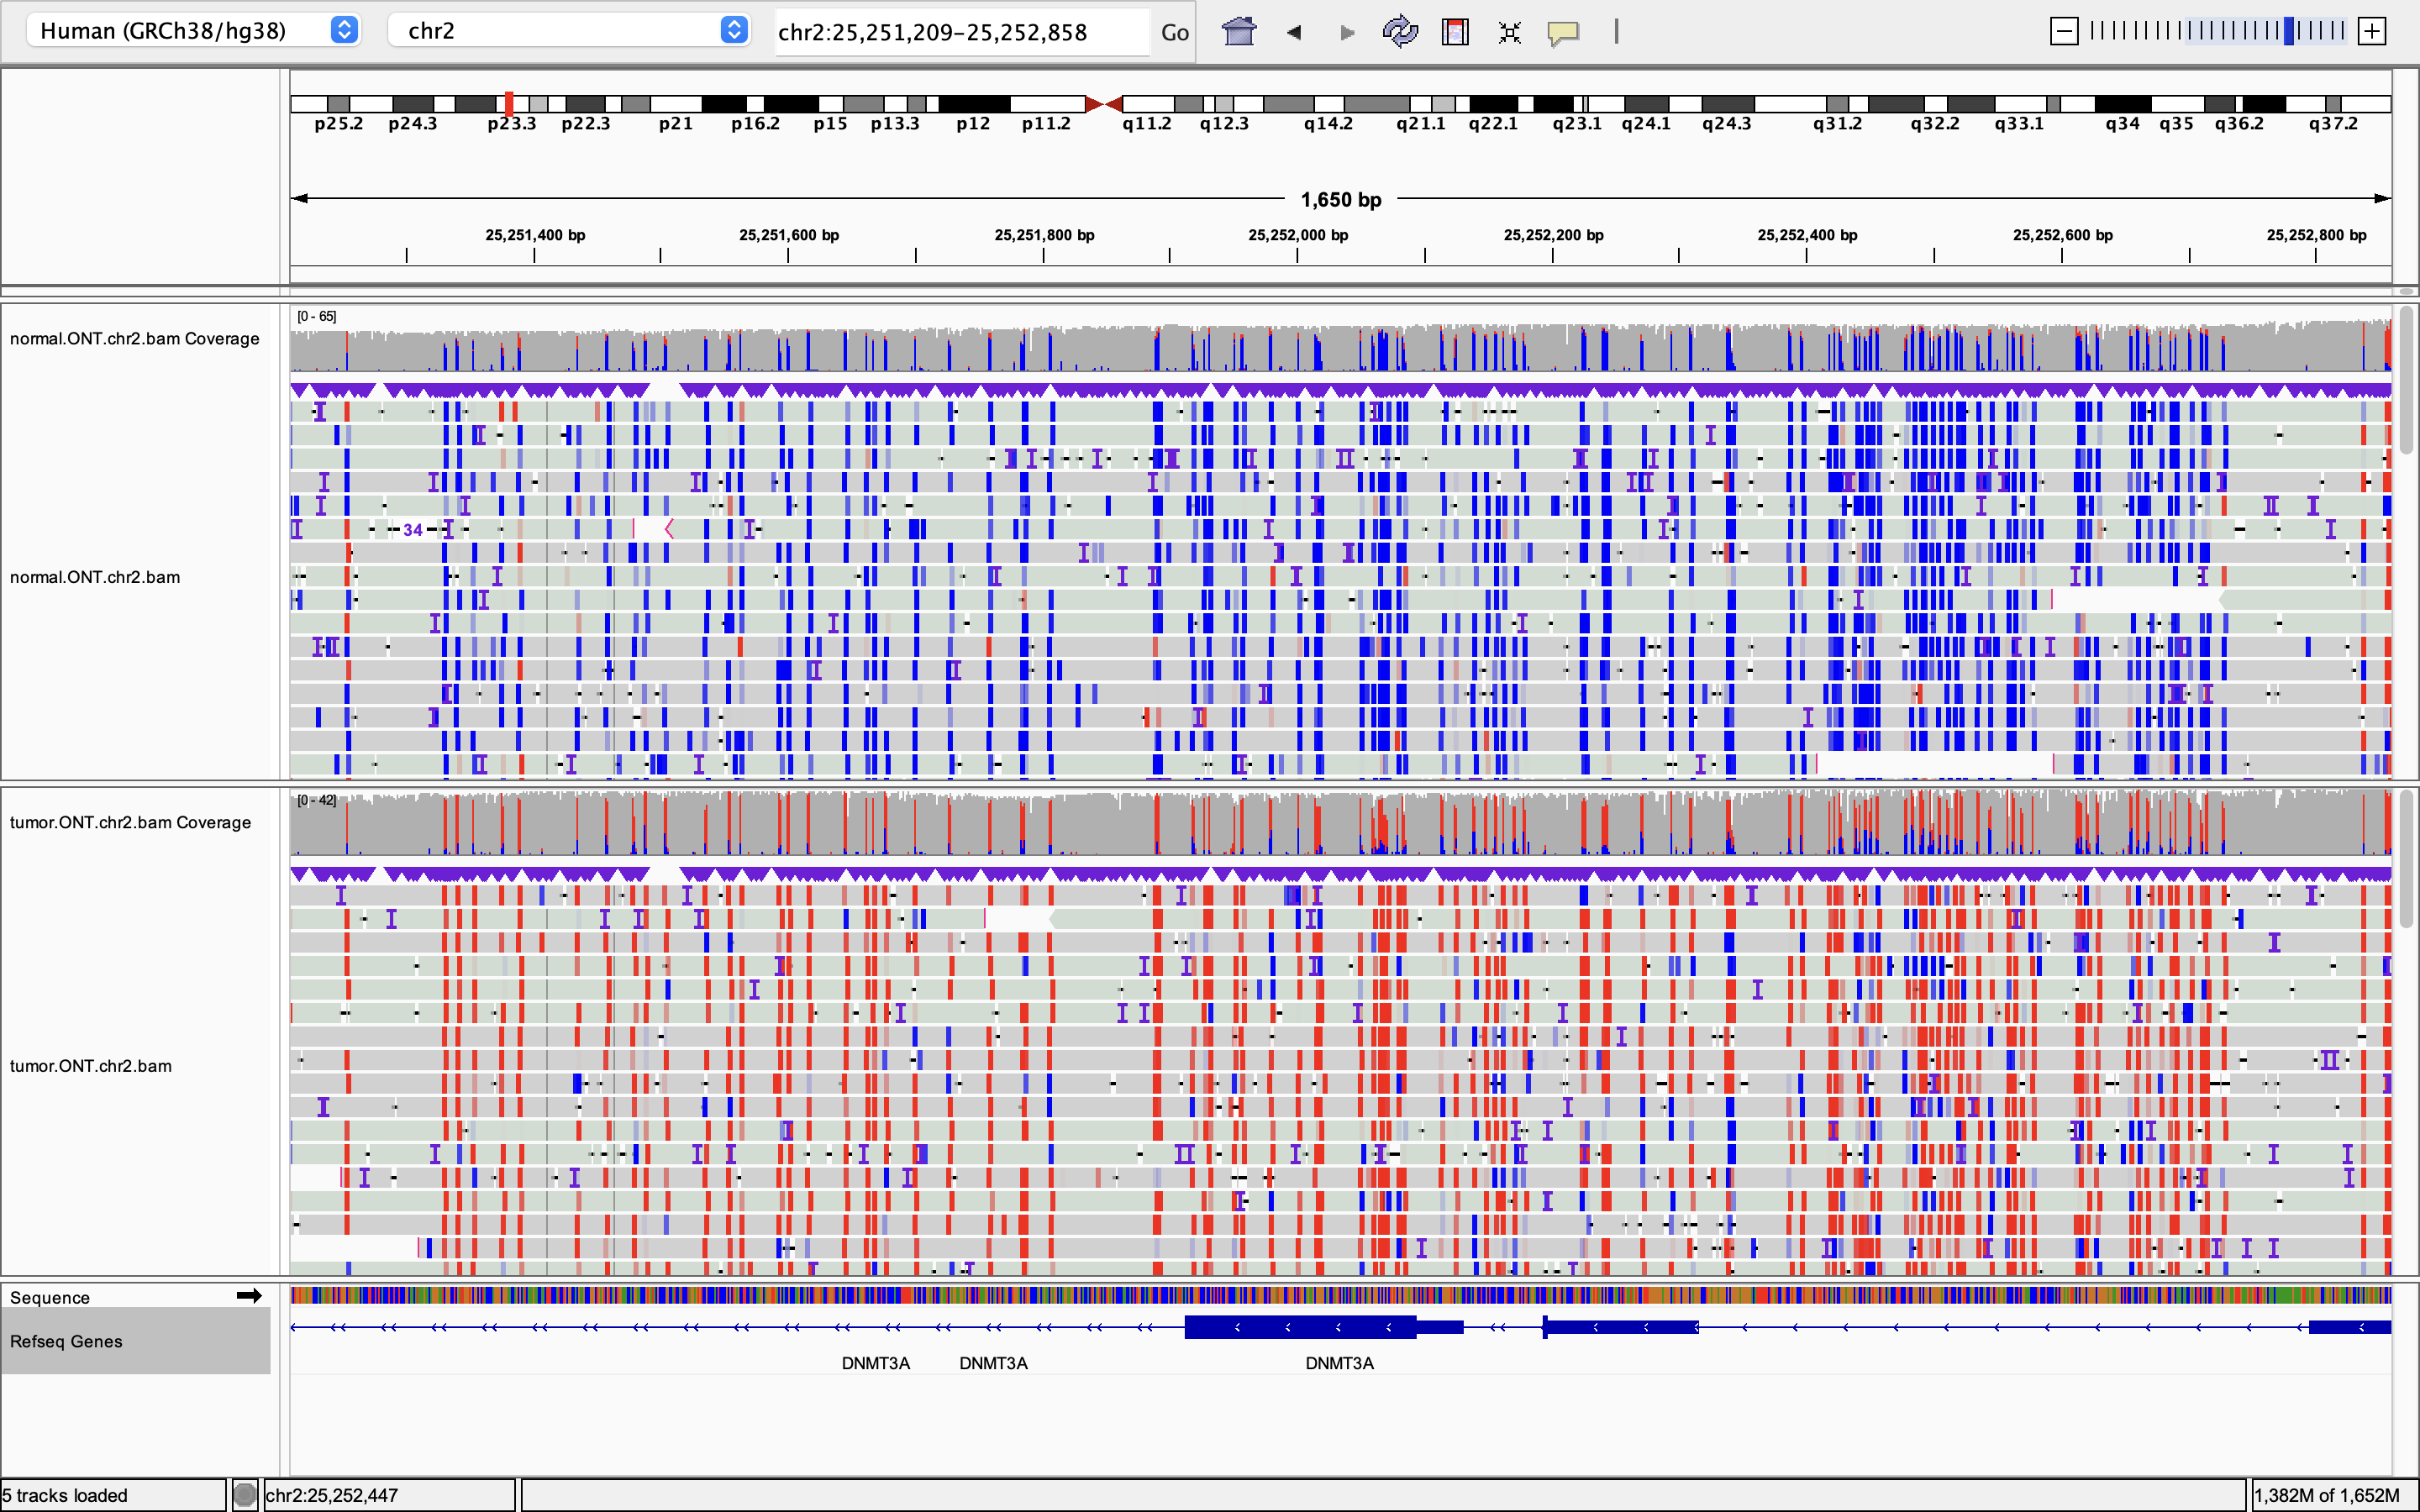 Human (GRCh38/hg38) chr2 chr2:25,251,209-25,252,858 Go
p25.2 p24.3 p23.3 p22.3 p21 p16.2 p15 p13.3 p12 p11.2 q11.2 q12.3 q14.2 q21.1 q22.1 q23.1 q24.1 q24.3 q31.2 q32.2 q33.1 q34 q35 q36.2 q37.2
1,650 bp
25,251,400 bp 25,251,600 bp 25,251,800 bp 25,252,000 bp 25,252,200 bp 25,252,400 bp 25,252,600 bp 25,252,800 bp
[0 - 65]
normal.ONT.chr2.bam Coverage
34
normal.ONT.chr2.bam
[0 - 42]
tumor.ONT.chr2.bam Coverage
tumor.ONT.chr2.bam
Sequence
Refseq Genes
DNMT3A DNMT3A DNMT3A
5 tracks loaded chr2:25,252,447 1,382M of 1,652M